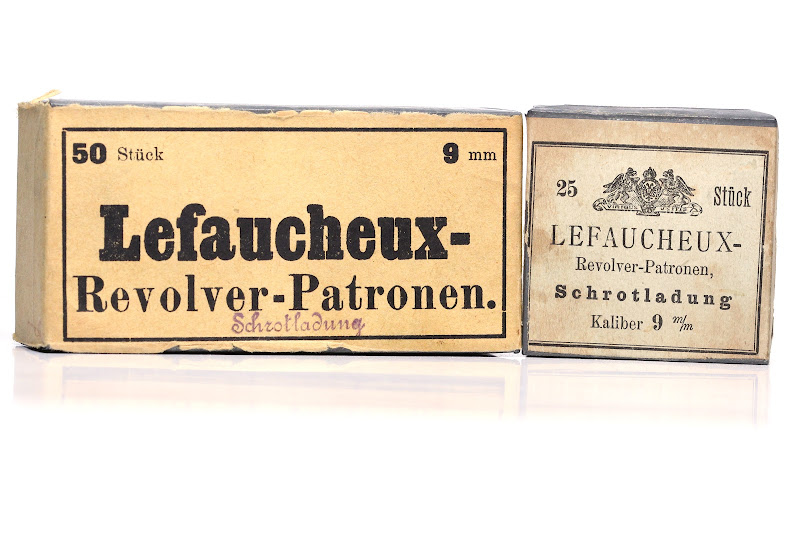 50 Stück 9 mm
Lefaucheux-
Revolver-Patronen.
Schrotladung
25 Stück
LEFAUCHEUX-
Revolver-Patronen,
Schrotladung
Kaliber 9 m/m